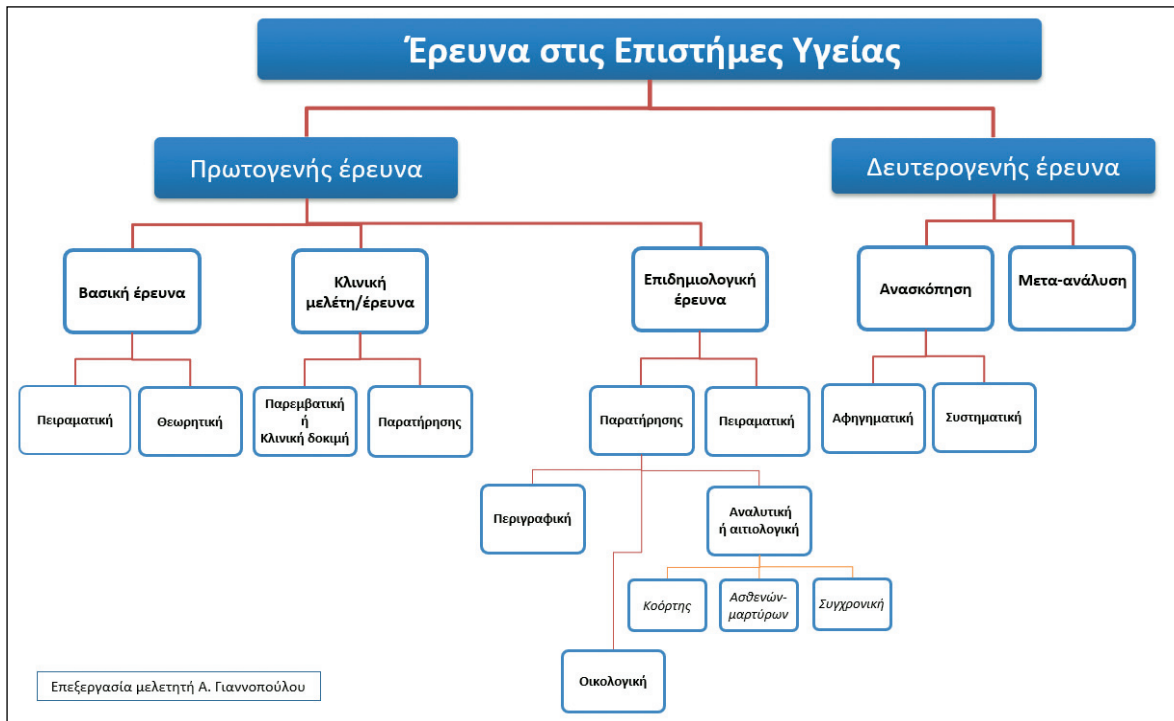 Έρευνα στις Επιστήμες Υγείας
Πρωτογενής έρευνα
Δευτερογενής έρευνα
Βασική έρευνα
Κλινική
μελέτη/έρευνα
Επιδημιολογική
έρευνα
Ανασκόπηση
Μετα-ανάλυση
Πειραματική
Θεωρητική
Παρεμβατική
ή
Κλινική δοκιμή
Παρατήρησης
Παρατήρησης
Πειραματική
Αφηγηματική
Συστηματική
Περιγραφική
Αναλυτική
ή αιτιολογική
Κοόρτης
Ασθενών-
μαρτύρων
Συγχρονική
Οικολογική
Επεξεργασία μελετητή Α. Γιαννοπούλου